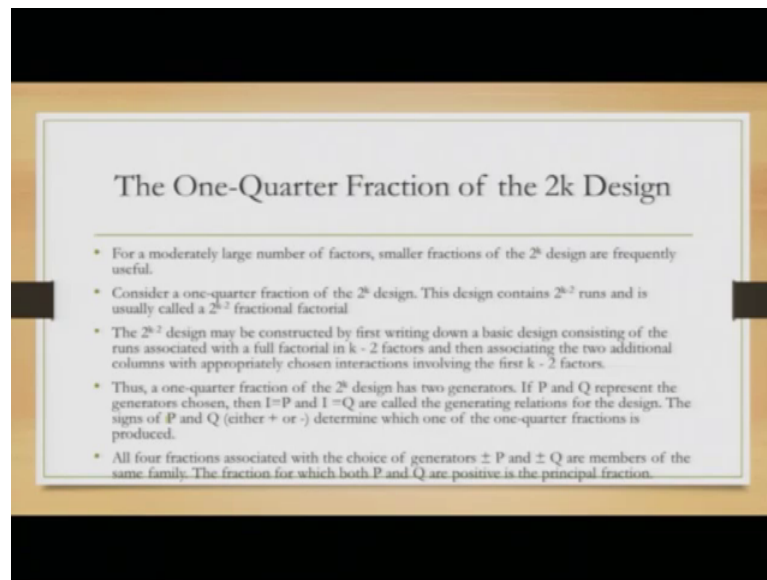 The One-Quarter Fraction of the 2k Design
• For a moderately large number of factors, smaller fractions of the 2ᵏ design are frequently
useful.
• Consider a one-quarter fraction of the 2ᵏ design. This design contains 2ᵏ⁻² runs and is
usually called a 2ᵏ⁻² fractional factorial
• The 2ᵏ⁻² design may be constructed by first writing down a basic design consisting of the
runs associated with a full factorial in k - 2 factors and then associating the two additional
columns with appropriately chosen interactions involving the first k - 2 factors.
• Thus, a one-quarter fraction of the 2ᵏ design has two generators. If P and Q represent the
generators chosen, then I=P and I =Q are called the generating relations for the design. The
signs of P and Q (either + or -) determine which one of the one-quarter fractions is
produced.
• All four fractions associated with the choice of generators ± P and ± Q are members of the
same family. The fraction for which both P and Q are positive is the principal fraction.